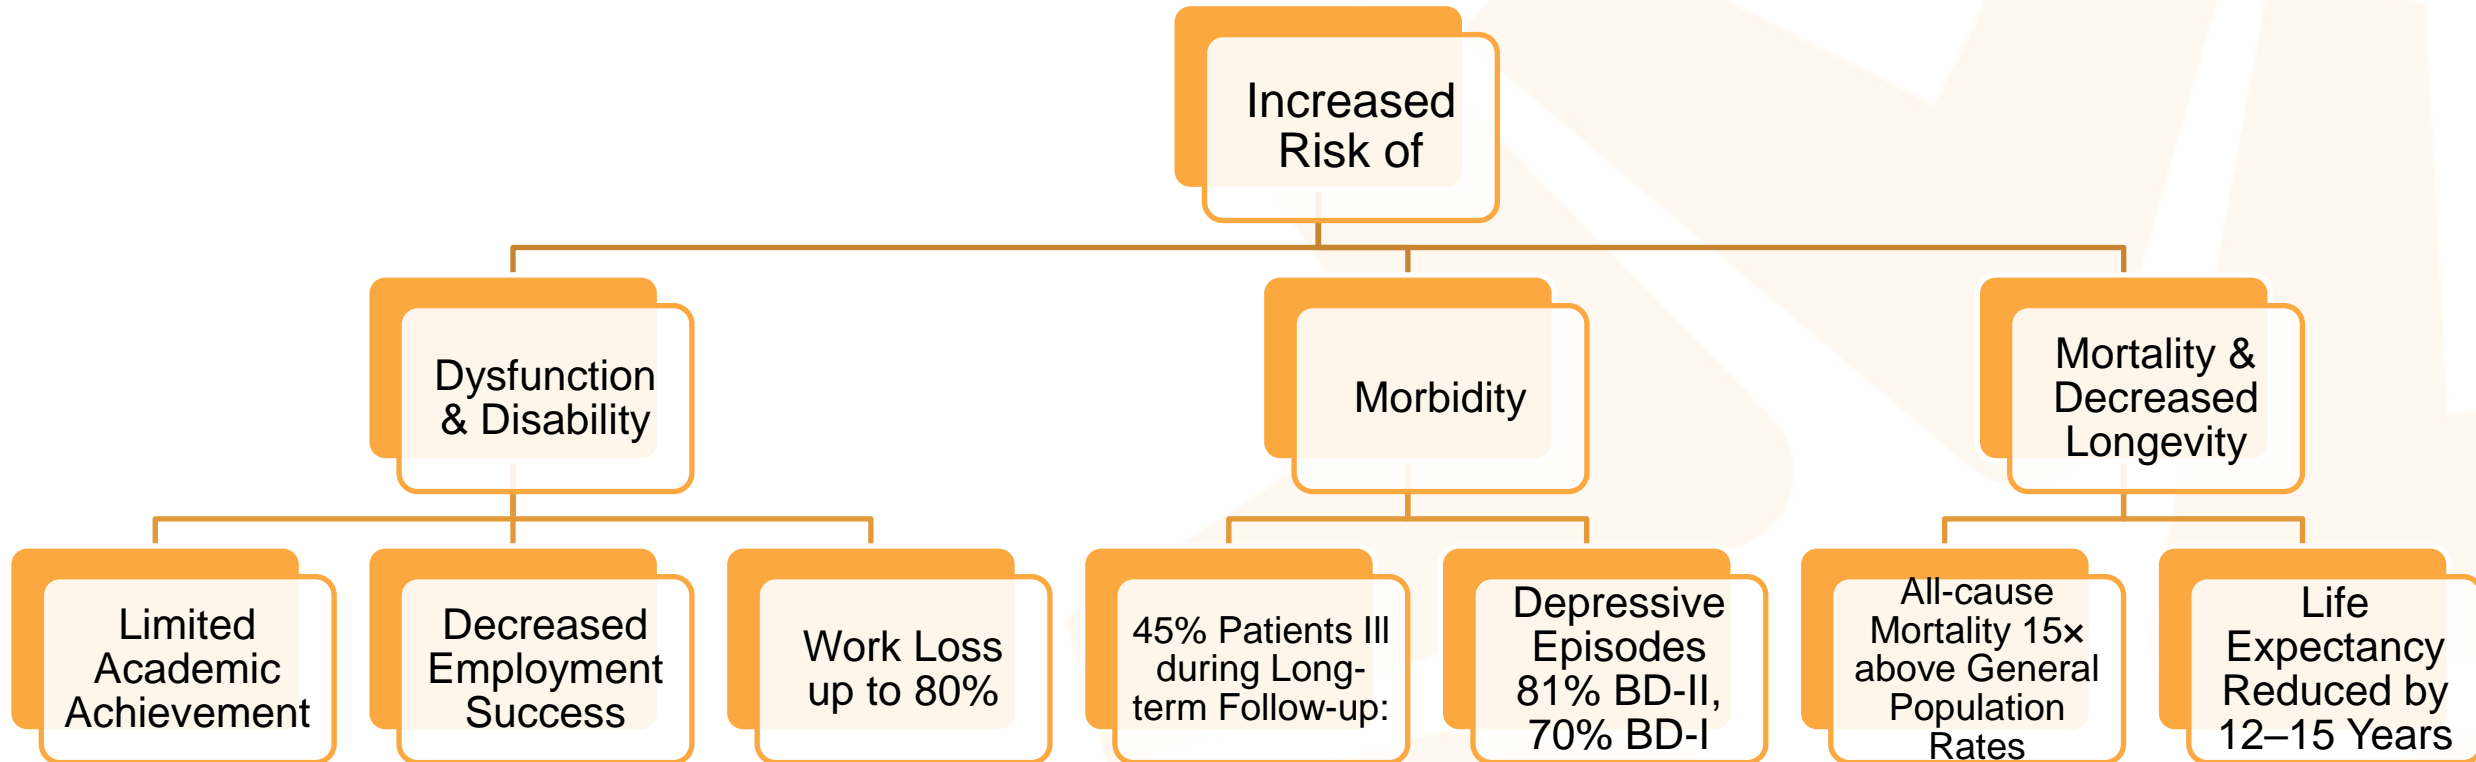 Increased
Risk of
Dysfunction
& Disability
Morbidity
Mortality &
Decreased
Longevity
Limited
Academic
Achievement
Decreased
Employment
Success
Work Loss
up to 80%
45% Patients Ill
during Long-
term Follow-up:
Depressive
Episodes
81% BD-II,
70% BD-I
All-cause
Mortality 15×
above General
Population
Rates
Life
Expectancy
Reduced by
12–15 Years